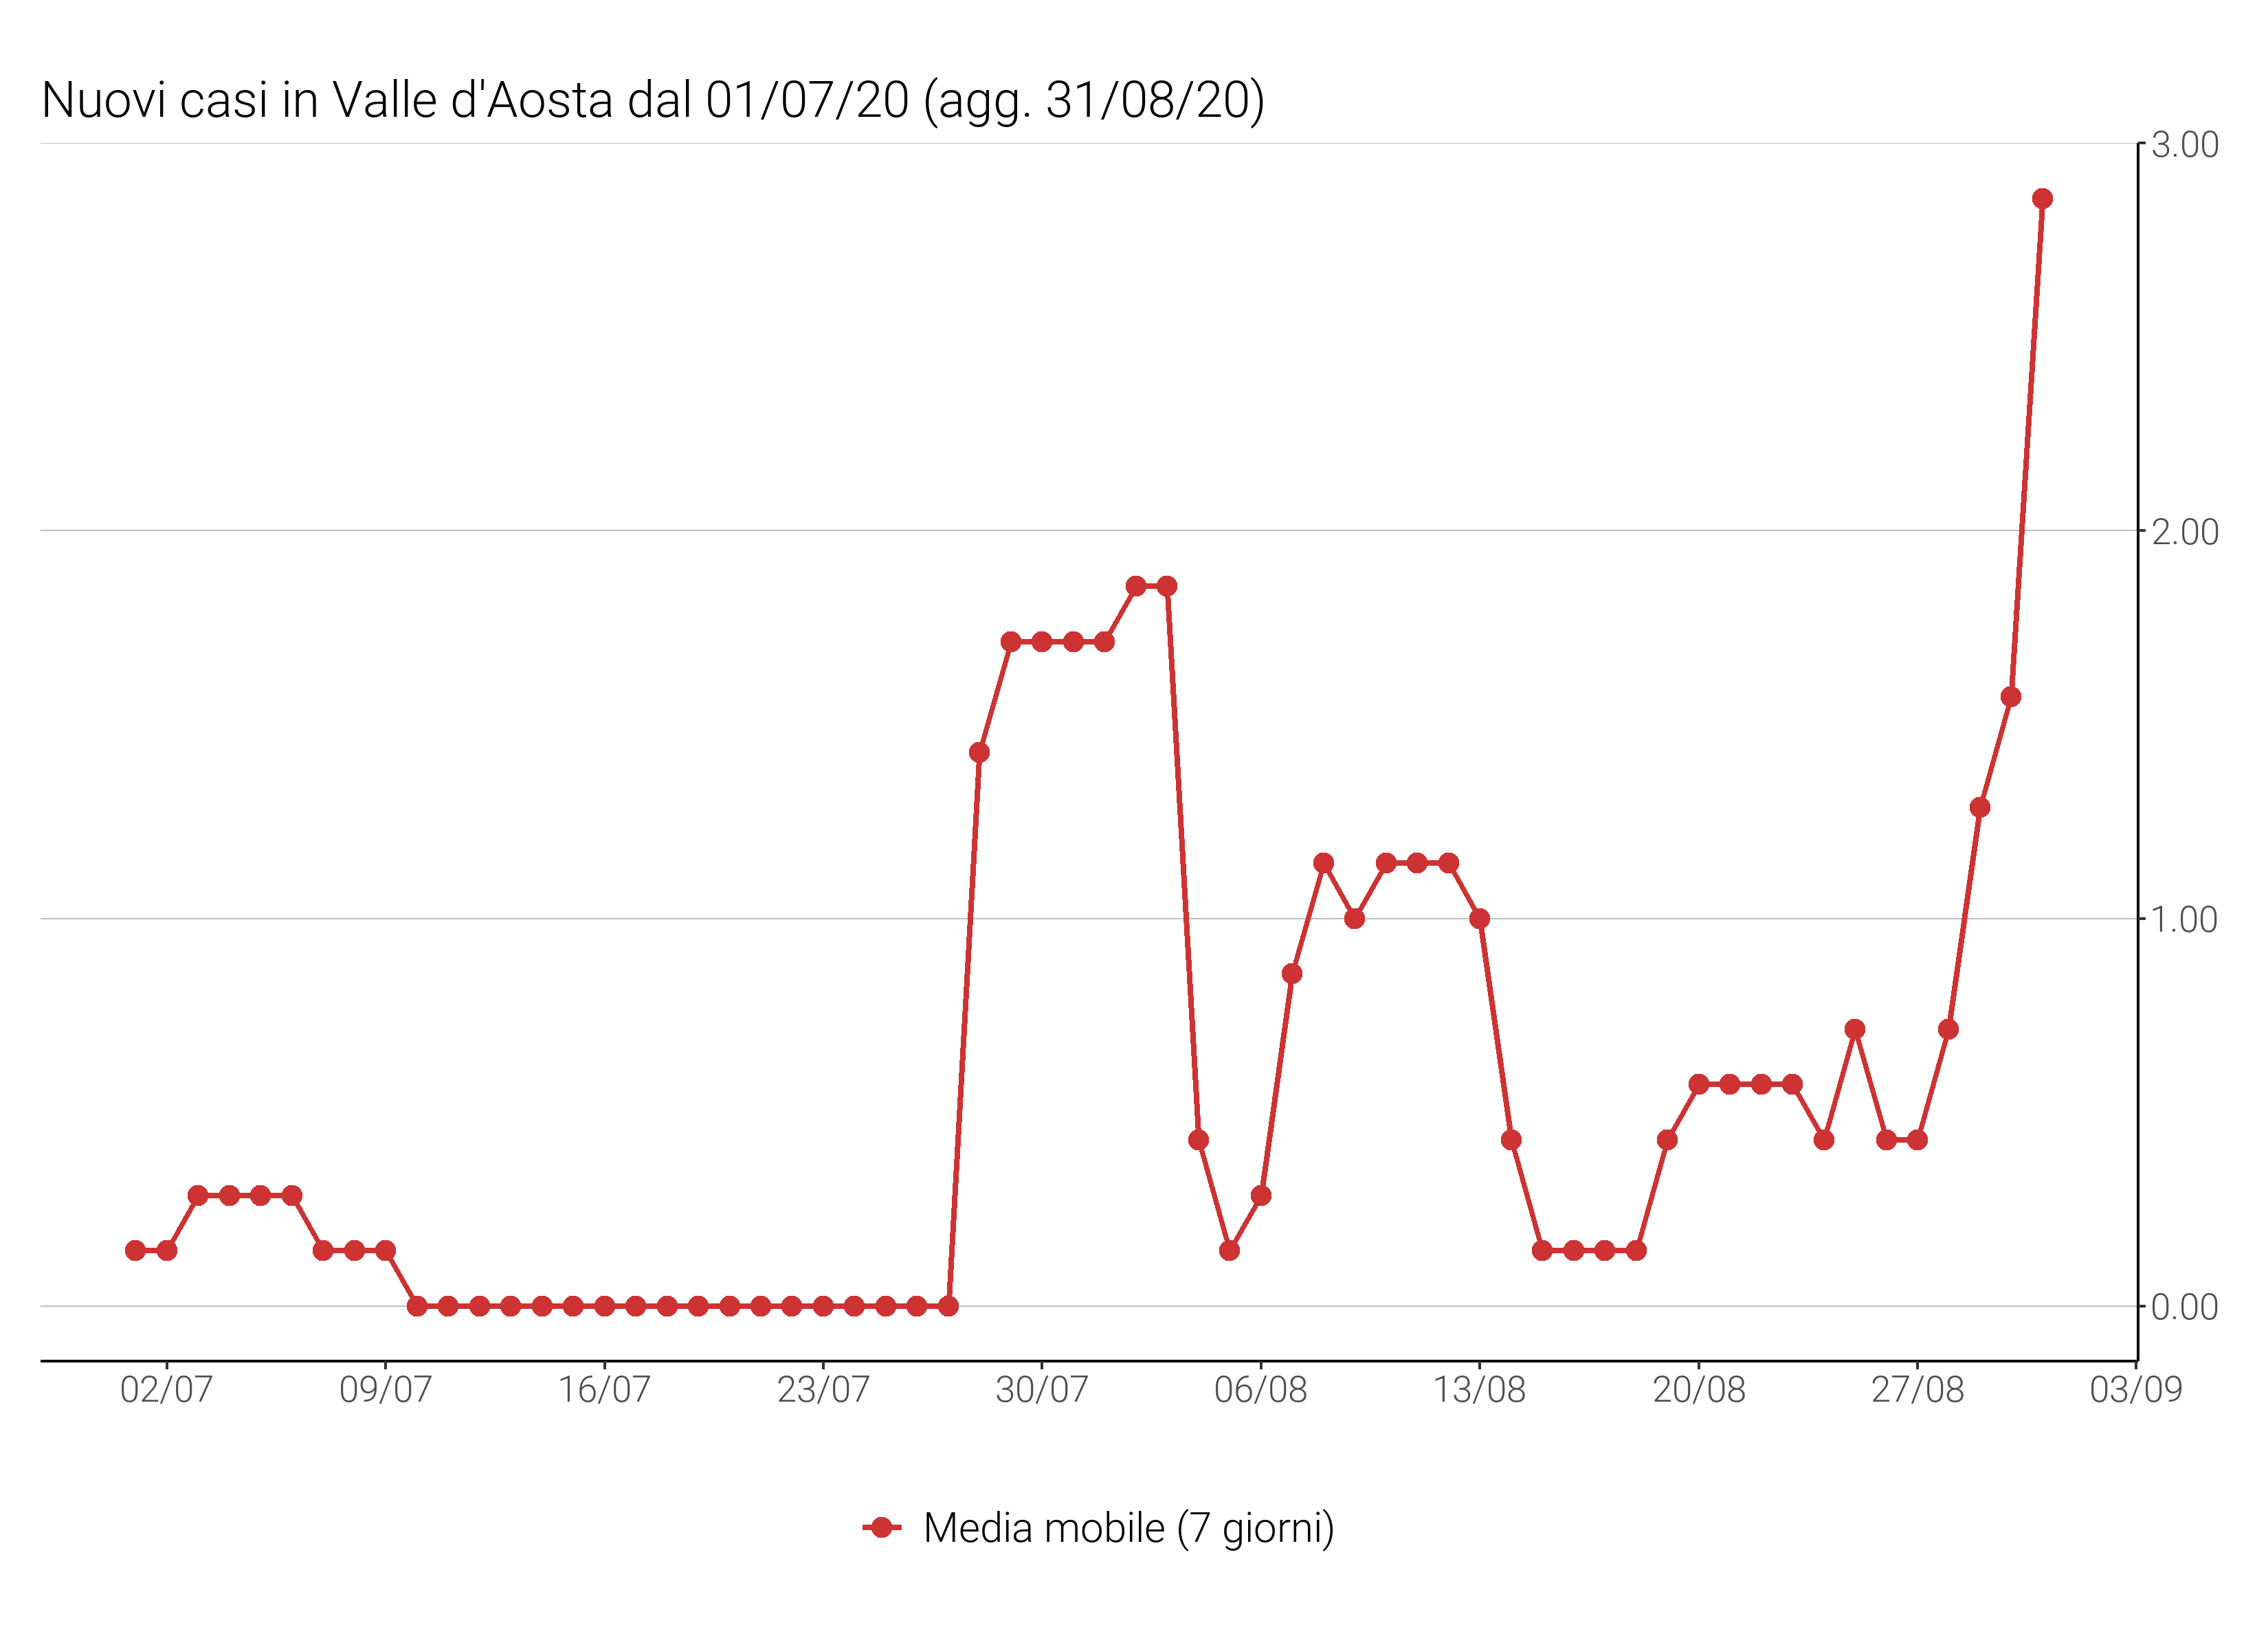 Nuovi casi in Valle d'Aosta dal 01/07/20 (agg. 31/08/20)
3.00
2.00
1.00
0.00
02/07 09/07 16/07 23/07 30/07 06/08 13/08 20/08 27/08 03/09
Media mobile (7 giorni)